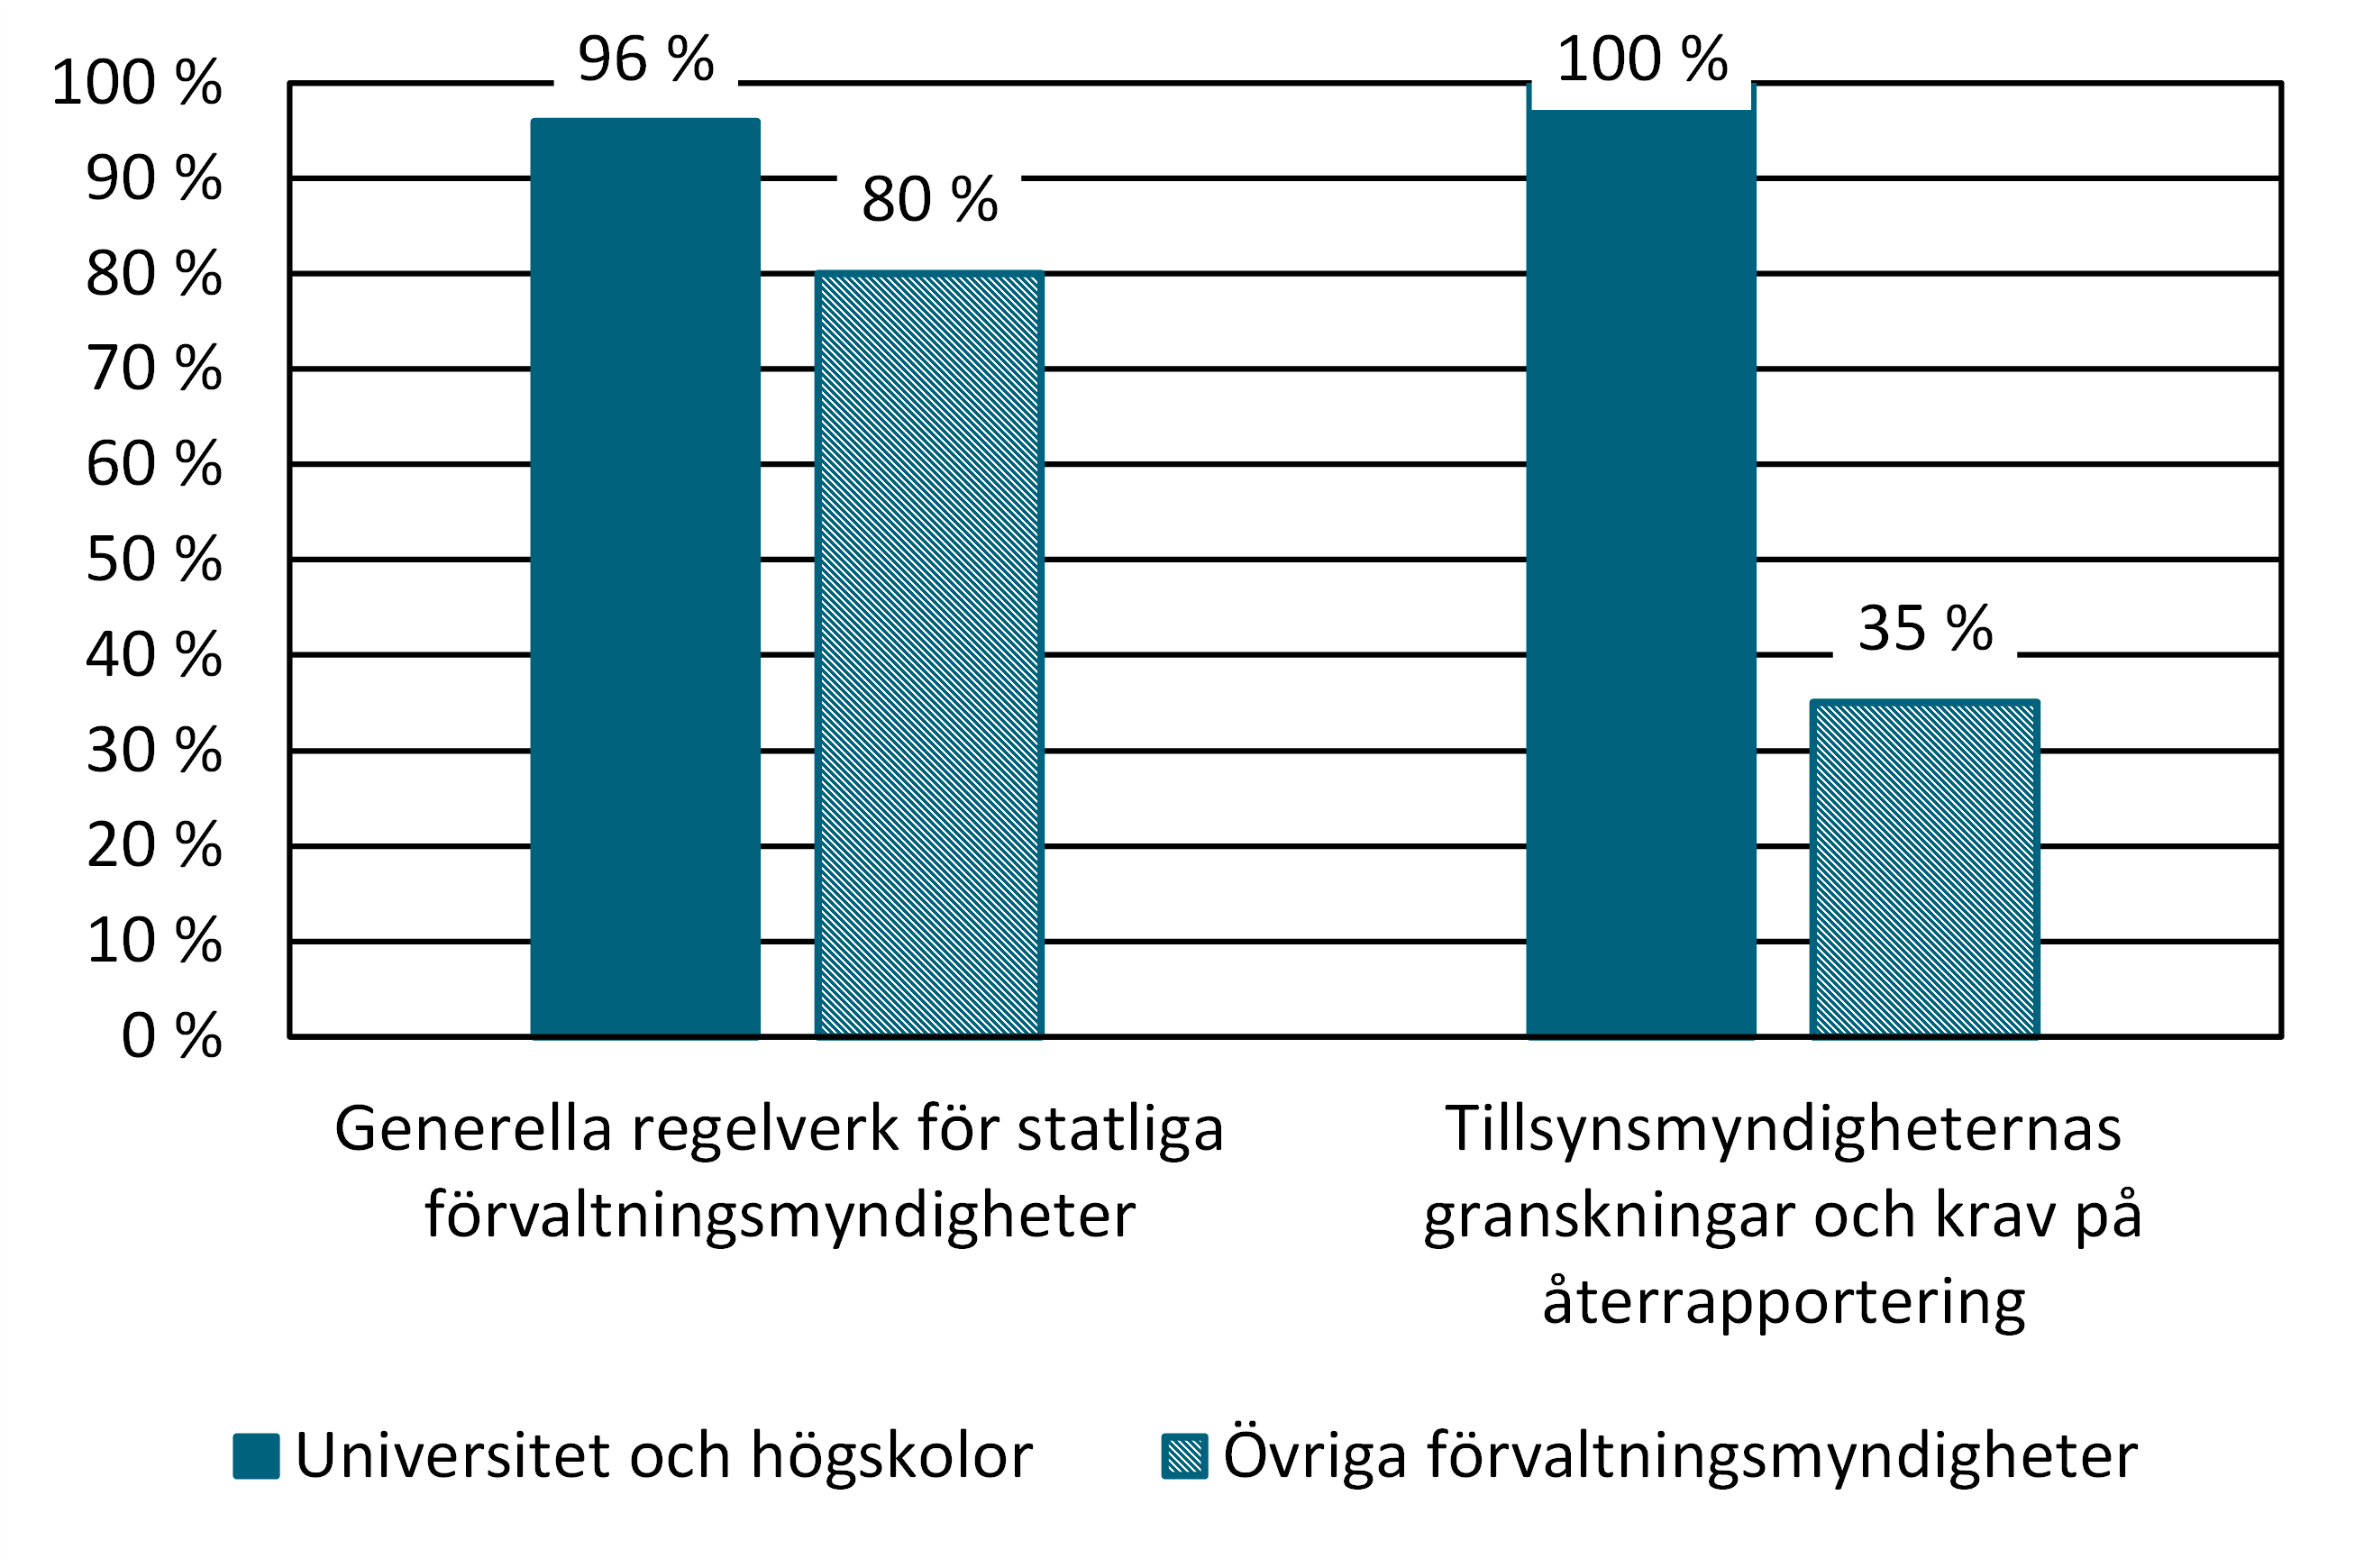 96 %
100 %
100 %
90 %
80 %
80 %
70 %
60 %
50 %
40 %
35 %
30 %
20 %
10 %
0 %
Generella regelverk för statliga
förvaltningsmyndigheter
Tillsynsmyndigheternas
granskningar och krav på
återrapportering
Universitet och högskolor
Övriga förvaltningsmyndigheter